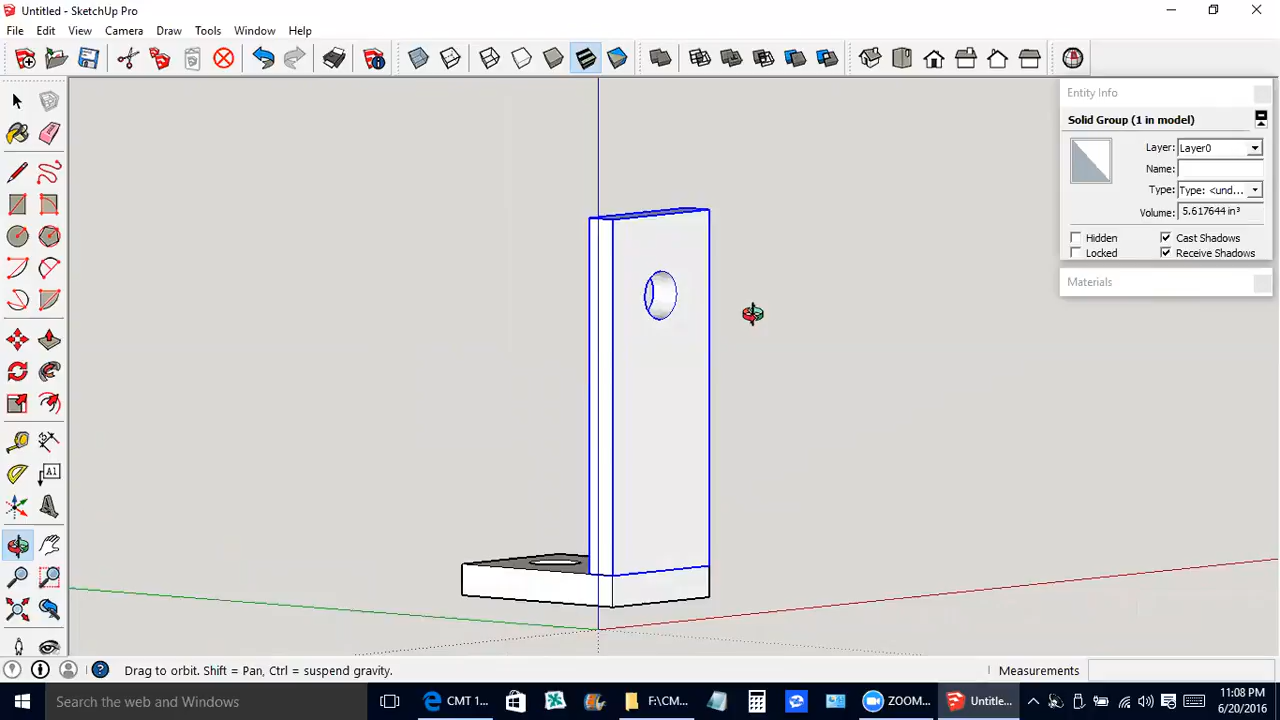 Untitled - SketchUp Pro
File Edit View Camera Draw Tools Window Help
Entity Info
Solid Group (1 in model)
Layer: Layer0
Name:
Type: Type: <und...
Volume: 5.617644 in³
Hidden Cast Shadows
Locked Receive Shadows
Materials
A1
Drag to orbit. Shift = Pan, Ctrl = suspend gravity.
Measurements
Search the web and Windows
CMT 1...
F:\CM...
ZOOM...
Untitle...
11:08 PM
6/20/2016